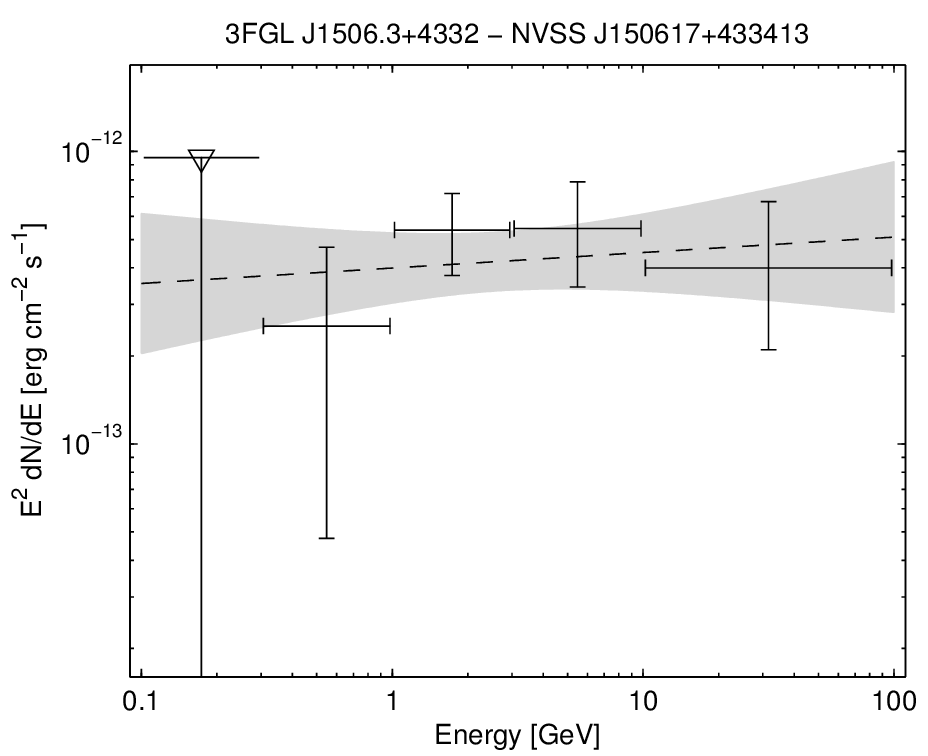 3FGL J1506.3+4332 − NVSS J150617+433413
10⁻¹²
10⁻¹³
E² dN/dE [erg cm⁻² s⁻¹]
0.1 1 10 100
Energy [GeV]